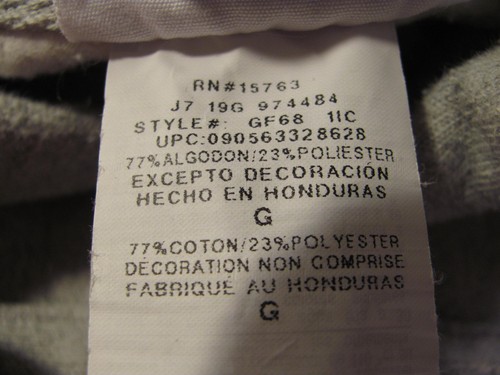 RN#15763
J7 19G 974484
STYLE#: GF68 1IC
UPC:090563328628
77%ALGODON/23%POLIESTER
EXCEPTO DECORACIÓN
HECHO EN HONDURAS
G
77%COTON/23%POLYESTER
DÉCORATION NON COMPRISE
FABRIQUÉ AU HONDURAS
G